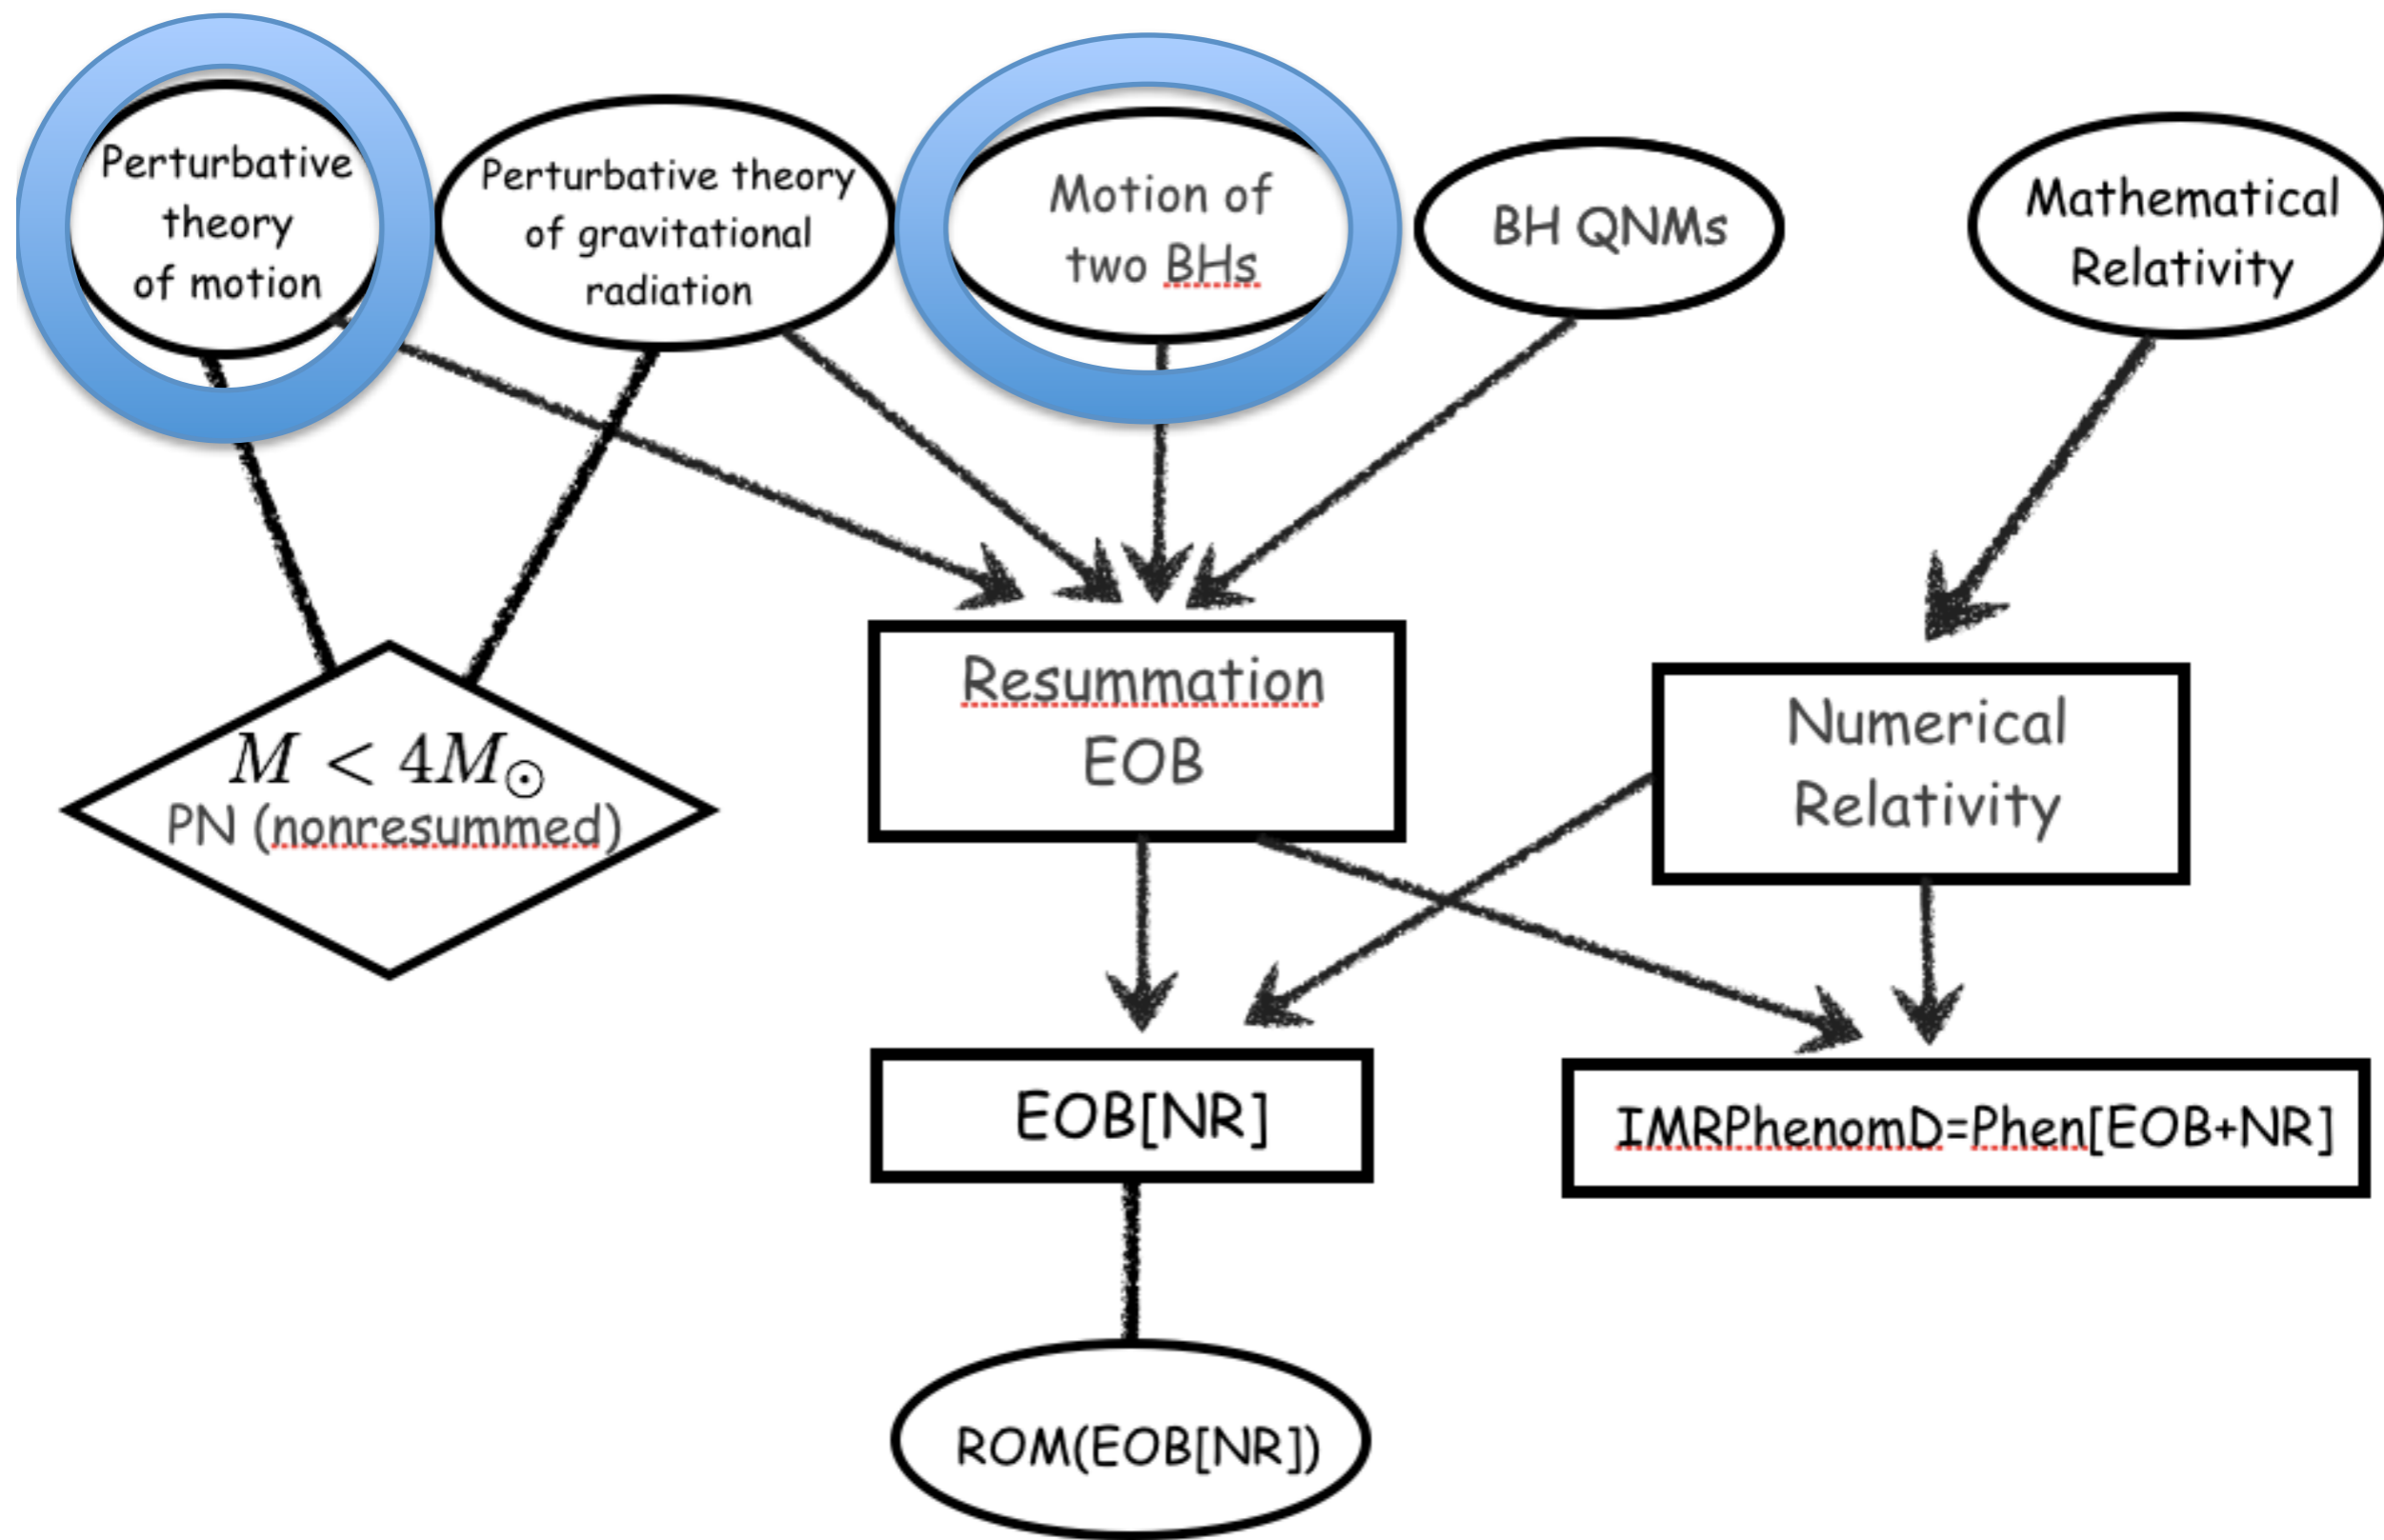 Perturbative
theory
of motion
Perturbative theory
of gravitational
radiation
Motion of
two BHs
BH QNMs
Mathematical
Relativity
M < 4M⊙
PN (nonresummed)
Resummation
EOB
Numerical
Relativity
EOB[NR]
IMRPhenomD=Phen[EOB+NR]
ROM(EOB[NR])